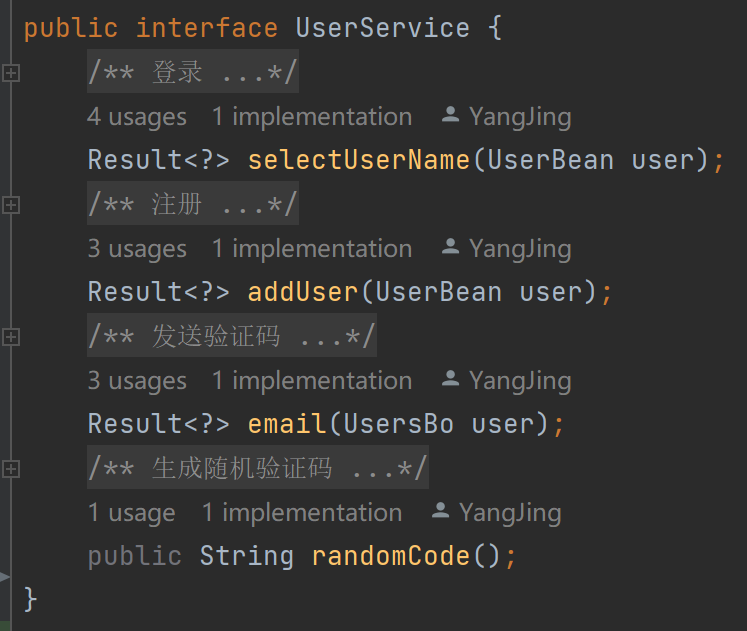 public interface UserService {
/** 登录 ...*/
4 usages 1 implementation YangJing
Result<?> selectUserName(UserBean user);
/** 注册 ...*/
3 usages 1 implementation YangJing
Result<?> addUser(UserBean user);
/** 发送验证码 ...*/
3 usages 1 implementation YangJing
Result<?> email(UsersBo user);
/** 生成随机验证码 ...*/
1 usage 1 implementation YangJing
public String randomCode();
}